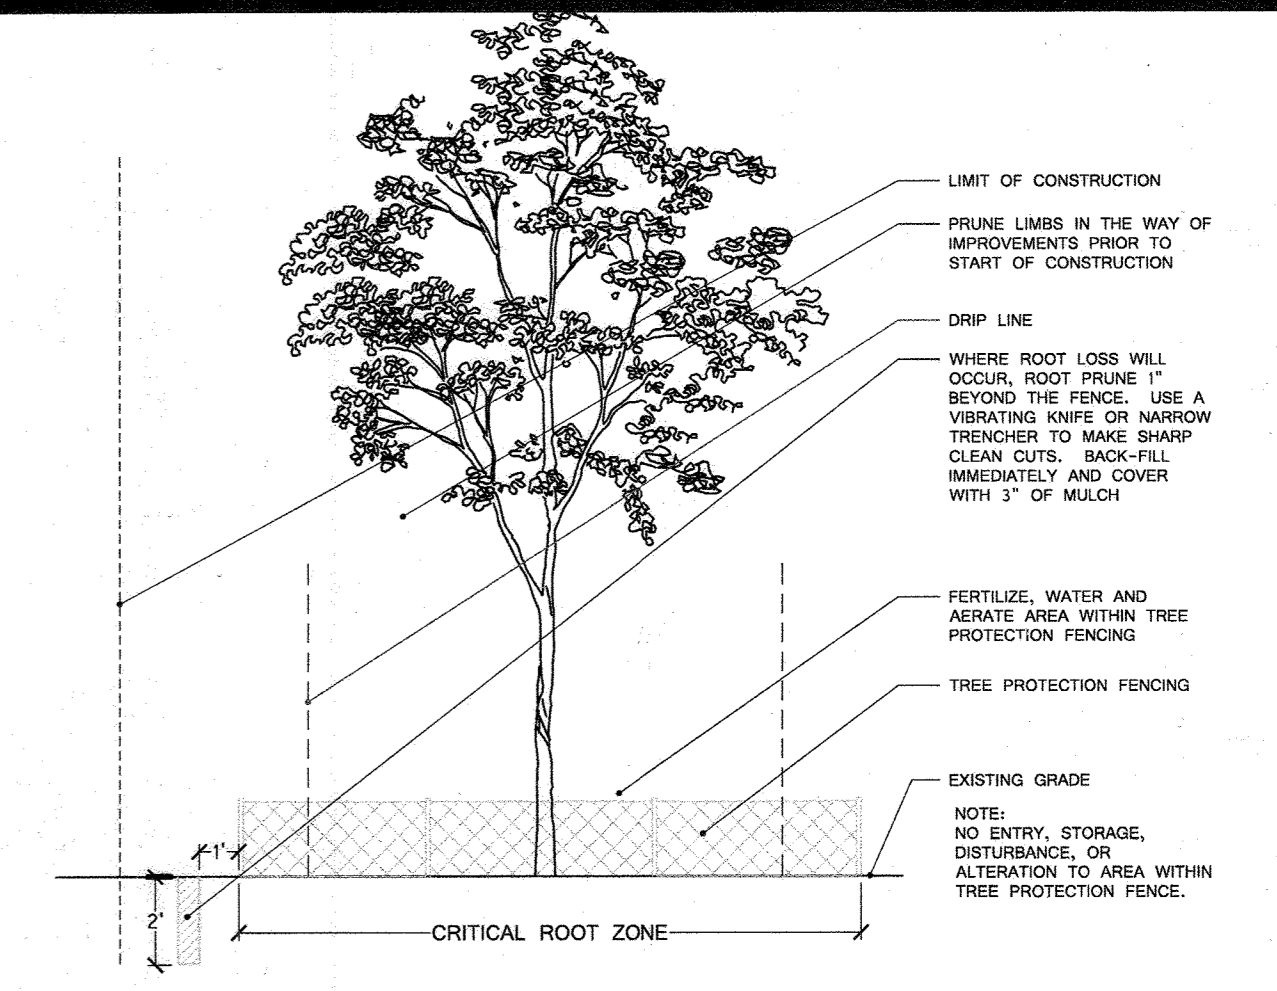 LIMIT OF CONSTRUCTION
PRUNE LIMBS IN THE WAY OF
IMPROVEMENTS PRIOR TO
START OF CONSTRUCTION
DRIP LINE
WHERE ROOT LOSS WILL
OCCUR, ROOT PRUNE 1"
BEYOND THE FENCE. USE A
VIBRATING KNIFE OR NARROW
TRENCHER TO MAKE SHARP
CLEAN CUTS. BACK-FILL
IMMEDIATELY AND COVER
WITH 3" OF MULCH
FERTILIZE, WATER AND
AERATE AREA WITHIN TREE
PROTECTION FENCING
TREE PROTECTION FENCING
EXISTING GRADE
NOTE:
NO ENTRY, STORAGE,
DISTURBANCE, OR
ALTERATION TO AREA WITHIN
TREE PROTECTION FENCE.
1'
2'
CRITICAL ROOT ZONE